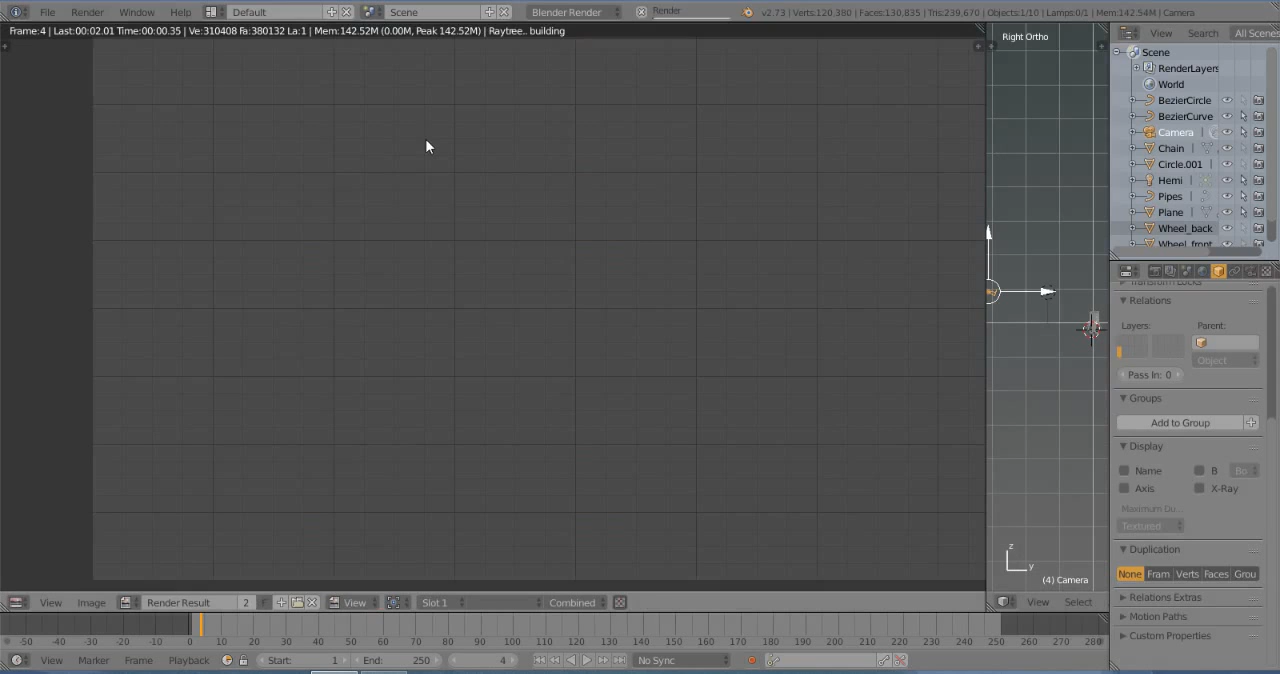 File Render Window Help Default Scene Blender Render Render v2.73 | Verts:120,380 | Faces:130,835 | Tris:239,670 | Objects:1/10 | Lamps:0/1 | Mem:142.54M | Camera
Frame:4 | Last:00:02.01 Time:00:00.35 | Ve:310408 Fa:380132 La:1 | Mem:142.52M (0.00M, Peak 142.52M) | Raytree.. building
Right Ortho
View Search All Scenes
Scene
RenderLayers
World
BezierCircle
BezierCurve
Camera
Chain
Circle.001
Hemi
Pipes
Plane
Wheel_back
Wheel_front
Transform Locks
Relations
Layers: Parent:
Object
Pass In: 0
Groups
Add to Group
Display
Name B Bo
Axis X-Ray
Maximum Du...
Textured
Duplication
None Fram Verts Faces Grou
Relations Extras
Motion Paths
Custom Properties
z
y
(4) Camera
View Image Render Result 2 F View Slot 1 Combined
View Select
-50 -40 -30 -20 -10 0 10 20 30 40 50 60 70 80 90 100 110 120 130 140 150 160 170 180 190 200 210 220 230 240 250 260 270 280
View Marker Frame Playback Start: 1 End: 250 4 No Sync